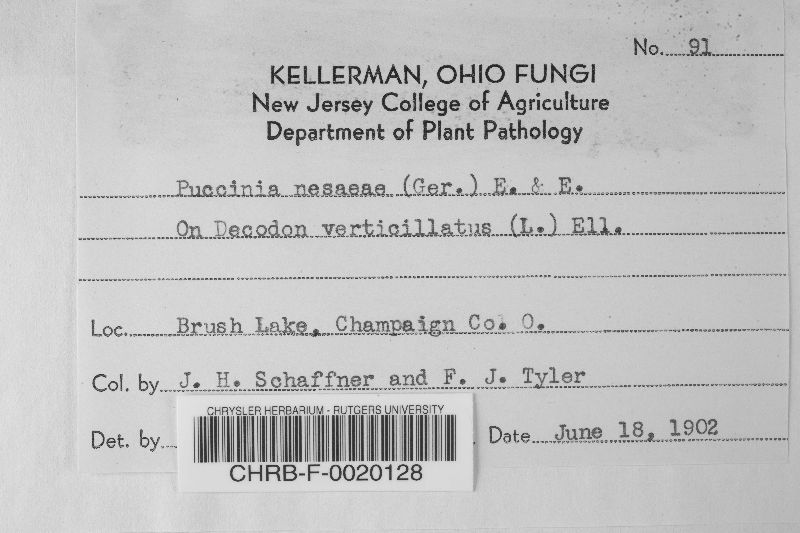 No. 91
KELLERMAN, OHIO FUNGI
New Jersey College of Agriculture
Department of Plant Pathology
Puccinia nesaeae (Ger.) E. & E.
On Decodon verticillatus (L.) Ell.
Loc. Brush Lake, Champaign Co. O.
Col. by J. H. Schaffner and F. J. Tyler
Det. by
Date June 18, 1902
CHRYSLER HERBARIUM - RUTGERS UNIVERSITY
CHRB-F-0020128